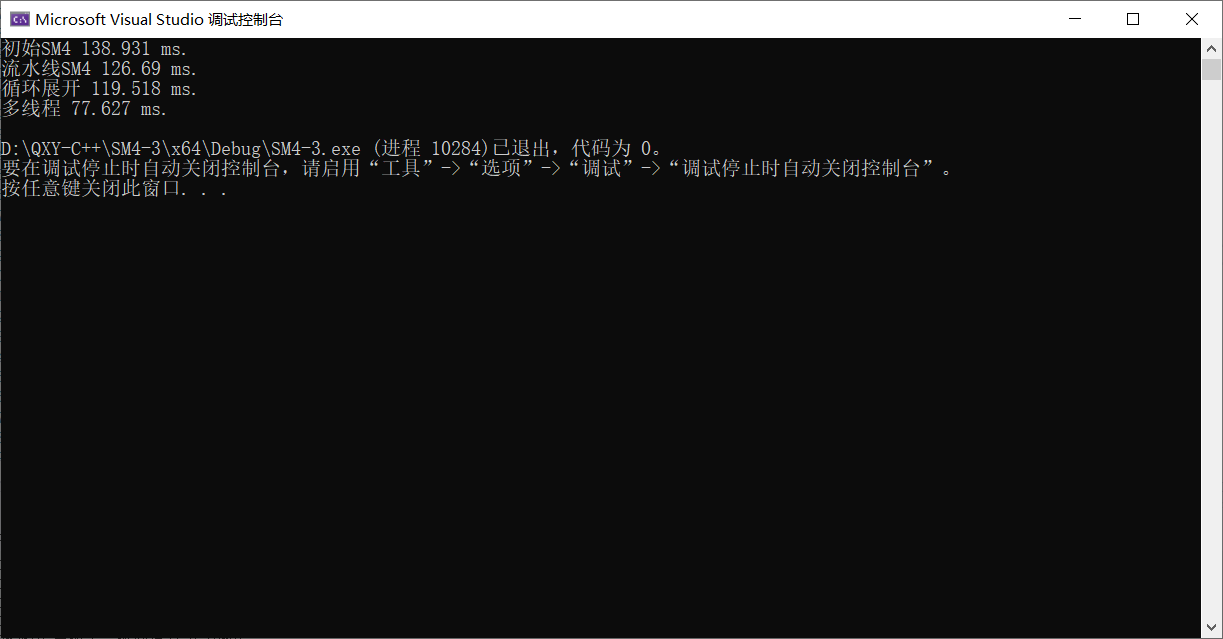 Microsoft Visual Studio 调试控制台
初始SM4 138.931 ms.
流水线SM4 126.69 ms.
循环展开 119.518 ms.
多线程 77.627 ms.
D:\QXY-C++\SM4-3\x64\Debug\SM4-3.exe (进程 10284)已退出，代码为 0。
要在调试停止时自动关闭控制台，请启用“工具”->“选项”->“调试”->“调试停止时自动关闭控制台”。
按任意键关闭此窗口. . .